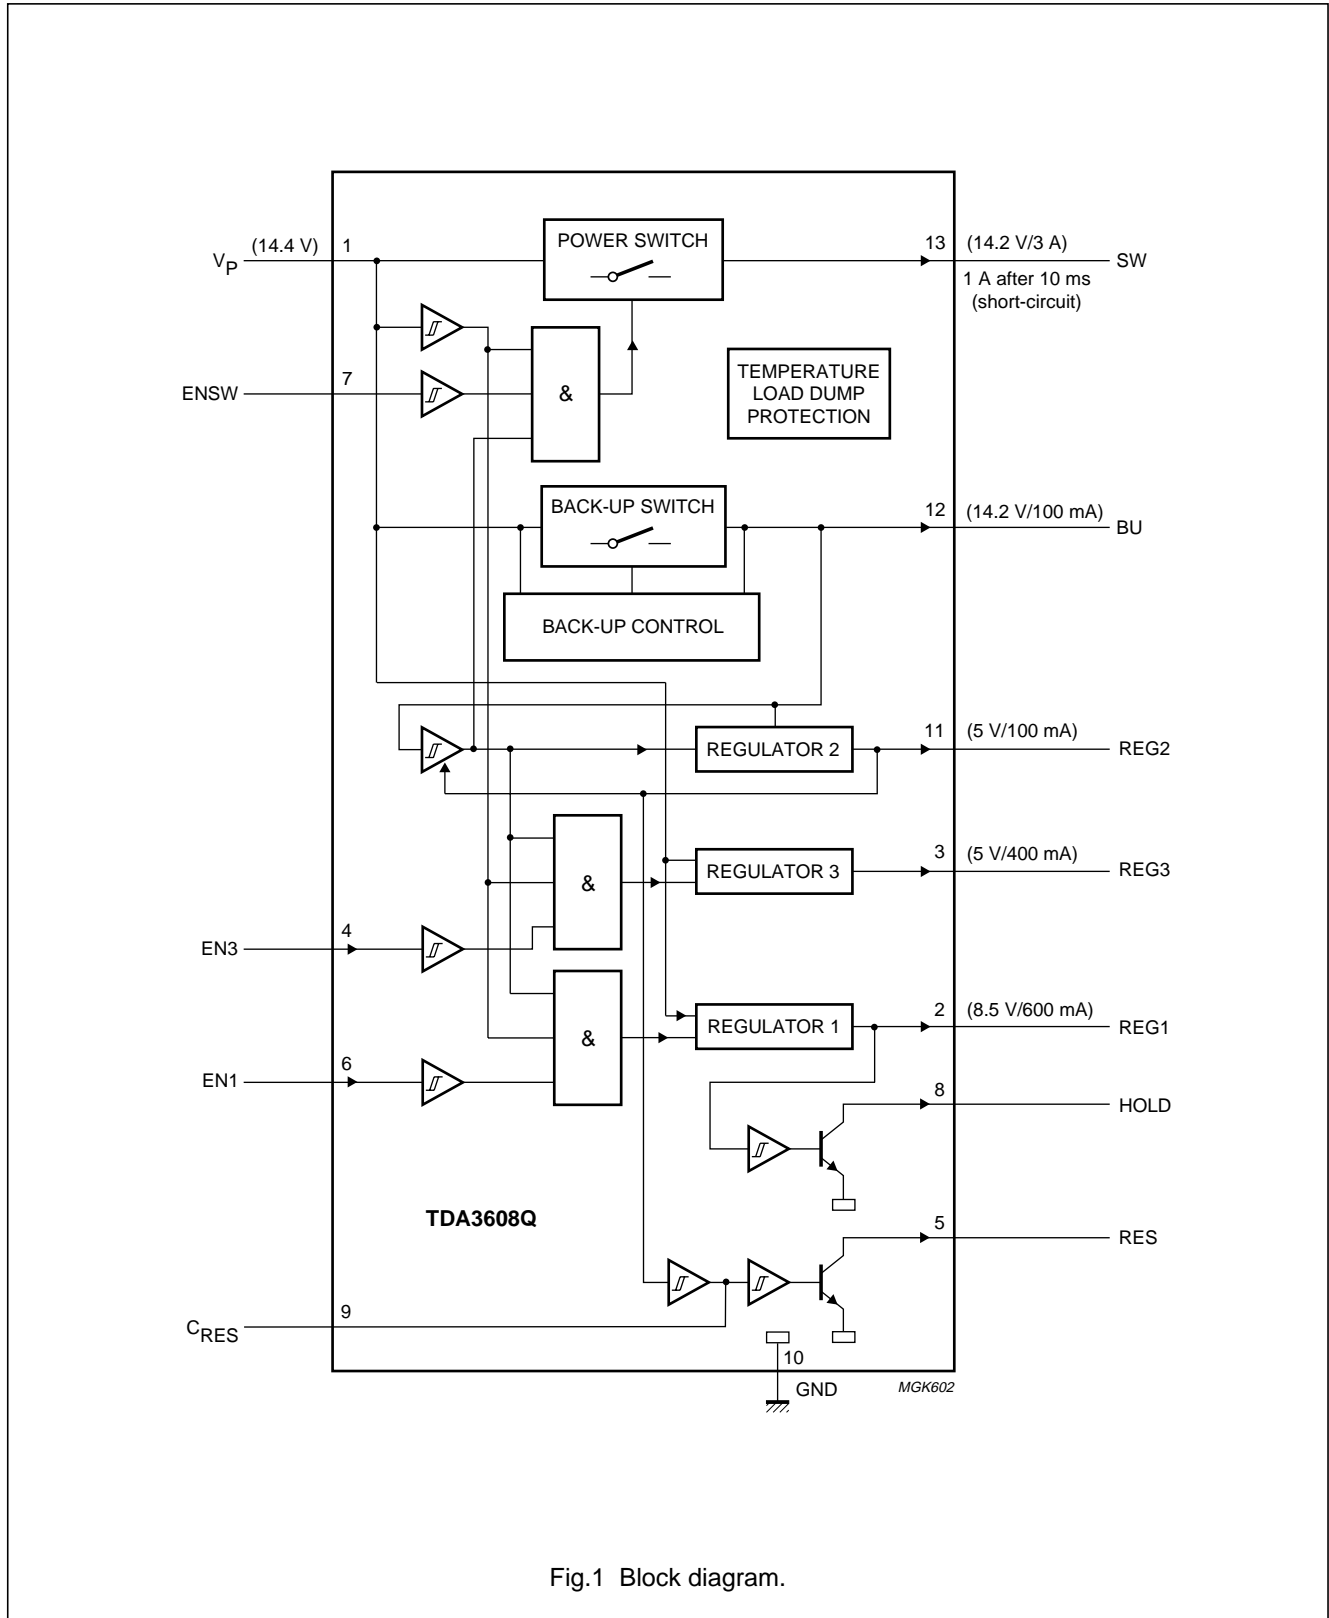 (14.4 V)
1
VP
POWER SWITCH
13
(14.2 V/3 A)
SW
1 A after 10 ms
(short-circuit)
7
ENSW
&
TEMPERATURE
LOAD DUMP
PROTECTION
BACK-UP SWITCH
12
(14.2 V/100 mA)
BU
BACK-UP CONTROL
REGULATOR 2
11
(5 V/100 mA)
REG2
&
REGULATOR 3
3
(5 V/400 mA)
REG3
4
EN3
&
REGULATOR 1
2
(8.5 V/600 mA)
REG1
6
EN1
8
HOLD
TDA3608Q
5
RES
9
CRES
10
GND
MGK602
Fig.1 Block diagram.